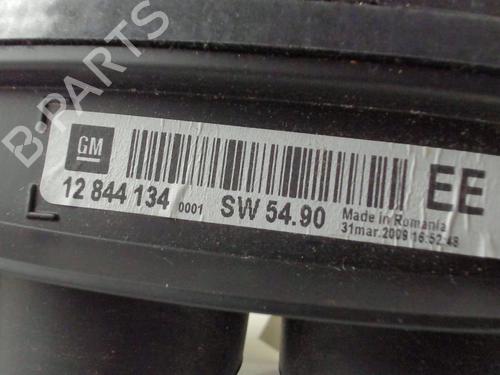 GM
EE
12 844 134 0001 SW 54.90
Made in Romania
31mar.2009 16:52:48
L
B-PARTS